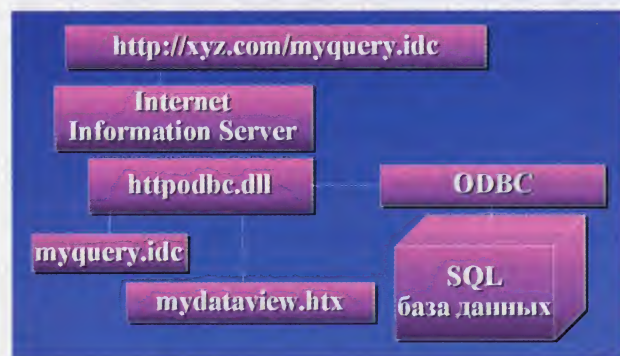 http://xyz.com/myquery.idc
Internet
Information Server
httpodbc.dll
ODBC
myquery.idc
mydataview.htx
SQL
база данных